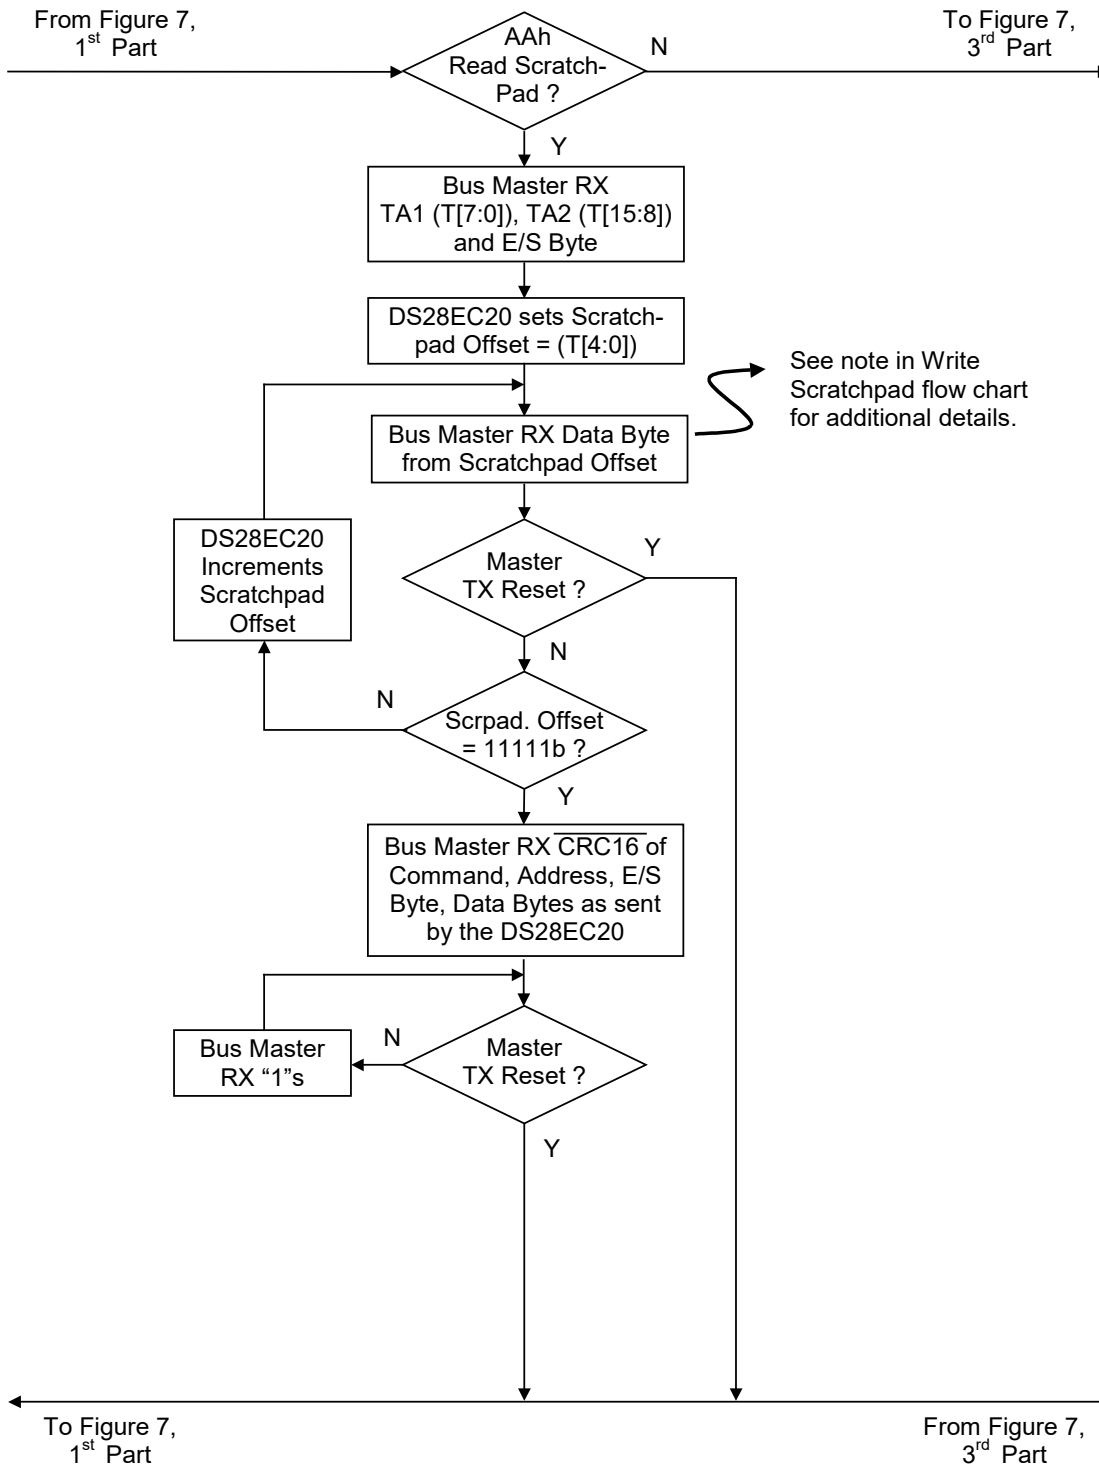 From Figure 7,
1st Part
To Figure 7,
3rd Part
AAh
Read Scratch-
Pad ?
N
Y
Bus Master RX
TA1 (T[7:0]), TA2 (T[15:8])
and E/S Byte
DS28EC20 sets Scratch-
pad Offset = (T[4:0])
See note in Write
Scratchpad flow chart
for additional details.
Bus Master RX Data Byte
from Scratchpad Offset
DS28EC20
Increments
Scratchpad
Offset
Master
TX Reset ?
Y
N
Scrpad. Offset
= 11111b ?
N
Y
Bus Master RX CRC16 of
Command, Address, E/S
Byte, Data Bytes as sent
by the DS28EC20
Bus Master
RX “1”s
N
Master
TX Reset ?
Y
To Figure 7,
1st Part
From Figure 7,
3rd Part